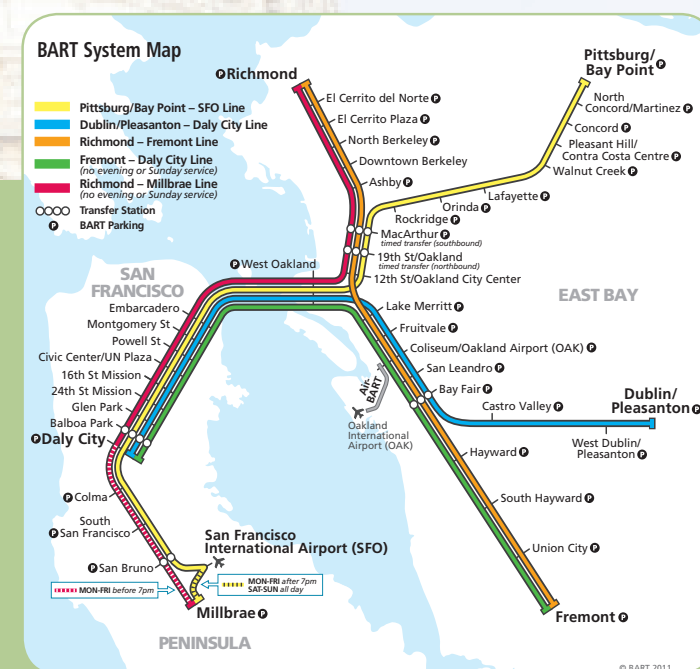 BART System Map
Pittsburg/Bay Point – SFO Line
Dublin/Pleasanton – Daly City Line
Richmond – Fremont Line
Fremont – Daly City Line
(no evening or Sunday service)
Richmond – Millbrae Line
(no evening or Sunday service)
Transfer Station
P BART Parking
P Richmond
El Cerrito del Norte P
El Cerrito Plaza P
North Berkeley P
Downtown Berkeley
Ashby P
Pittsburg/
Bay Point P
North
Concord/Martinez P
Concord P
Pleasant Hill/
Contra Costa Centre P
Walnut Creek P
Lafayette P
Orinda P
Rockridge P
MacArthur P
timed transfer (southbound)
19th St/Oakland
timed transfer (northbound)
12th St/Oakland City Center
P West Oakland
SAN
FRANCISCO
EAST BAY
Embarcadero
Montgomery St
Powell St
Civic Center/UN Plaza
16th St Mission
24th St Mission
Glen Park
Balboa Park
P Daly City
Lake Merritt P
Fruitvale P
Coliseum/Oakland Airport (OAK) P
San Leandro P
Bay Fair P
Castro Valley P
Dublin/
Pleasanton P
West Dublin/
Pleasanton P
Air-
BART
Oakland
International
Airport (OAK)
Hayward P
South Hayward P
Union City P
Fremont P
P Colma
South
P San Francisco
P San Bruno
San Francisco
International Airport (SFO)
MON-FRI before 7pm
MON-FRI after 7pm
SAT-SUN all day
Millbrae P
PENINSULA
© BART 2011